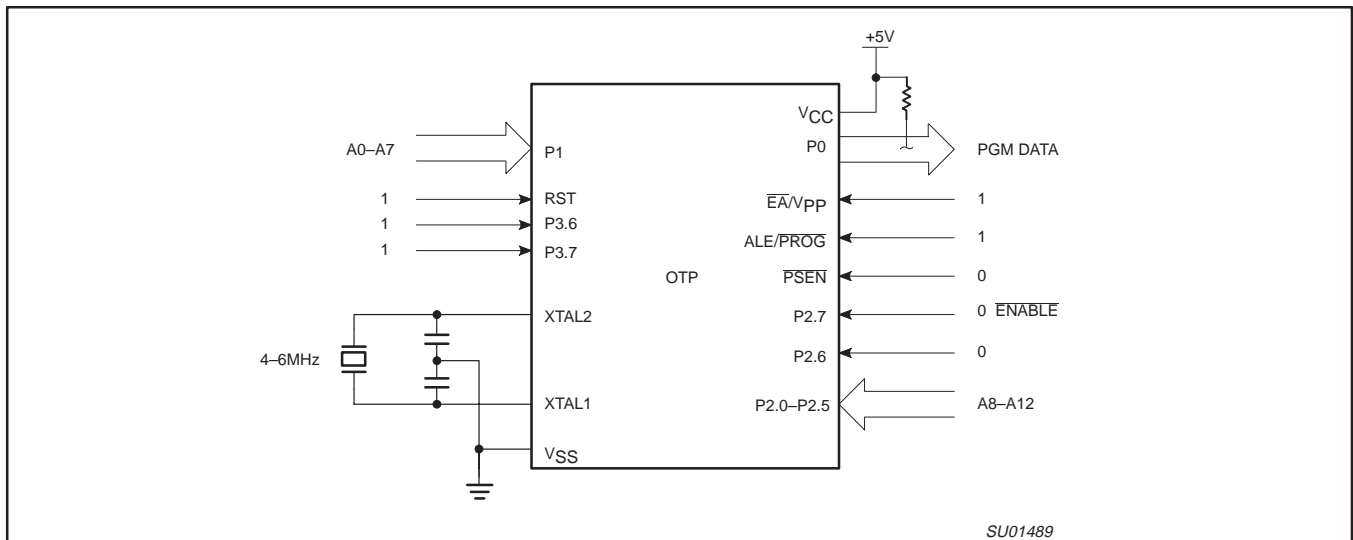 +5V
VCC
A0–A7
P1
P0
PGM DATA
1
RST
EA/VPP
1
1
P3.6
ALE/PROG
1
1
P3.7
OTP
PSEN
0
XTAL2
P2.7
0 ENABLE
4–6MHz
P2.6
0
XTAL1
P2.0–P2.5
A8–A12
VSS
SU01489